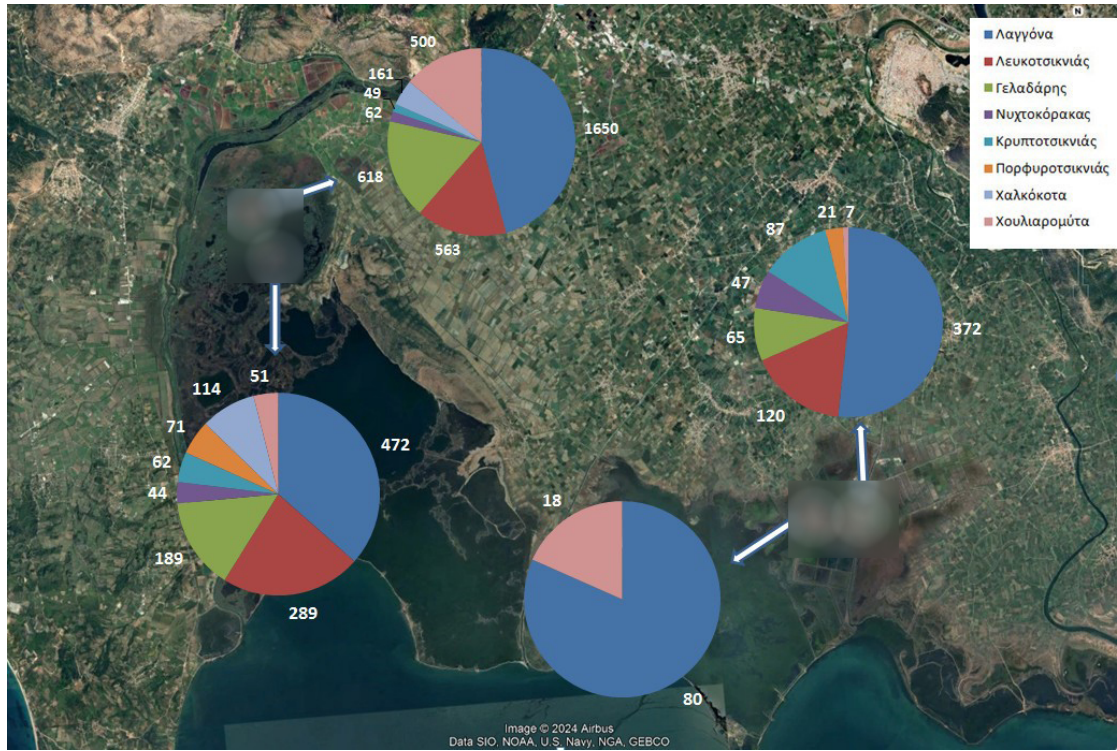 N
Λαγγόνα
Λευκοτσικνιάς
Γελαδάρης
Νυχτοκόρακας
Κρυπτοτσικνιάς
Πορφυροτσικνιάς
Χαλκόκοτα
Χουλιαρομύτα
500
161
49
62
618
563
1650
21 7
87
47
65
120
372
51
114
71
62
44
189
289
472
18
80
Image © 2024 Airbus
Data SIO, NOAA, U.S. Navy, NGA, GEBCO